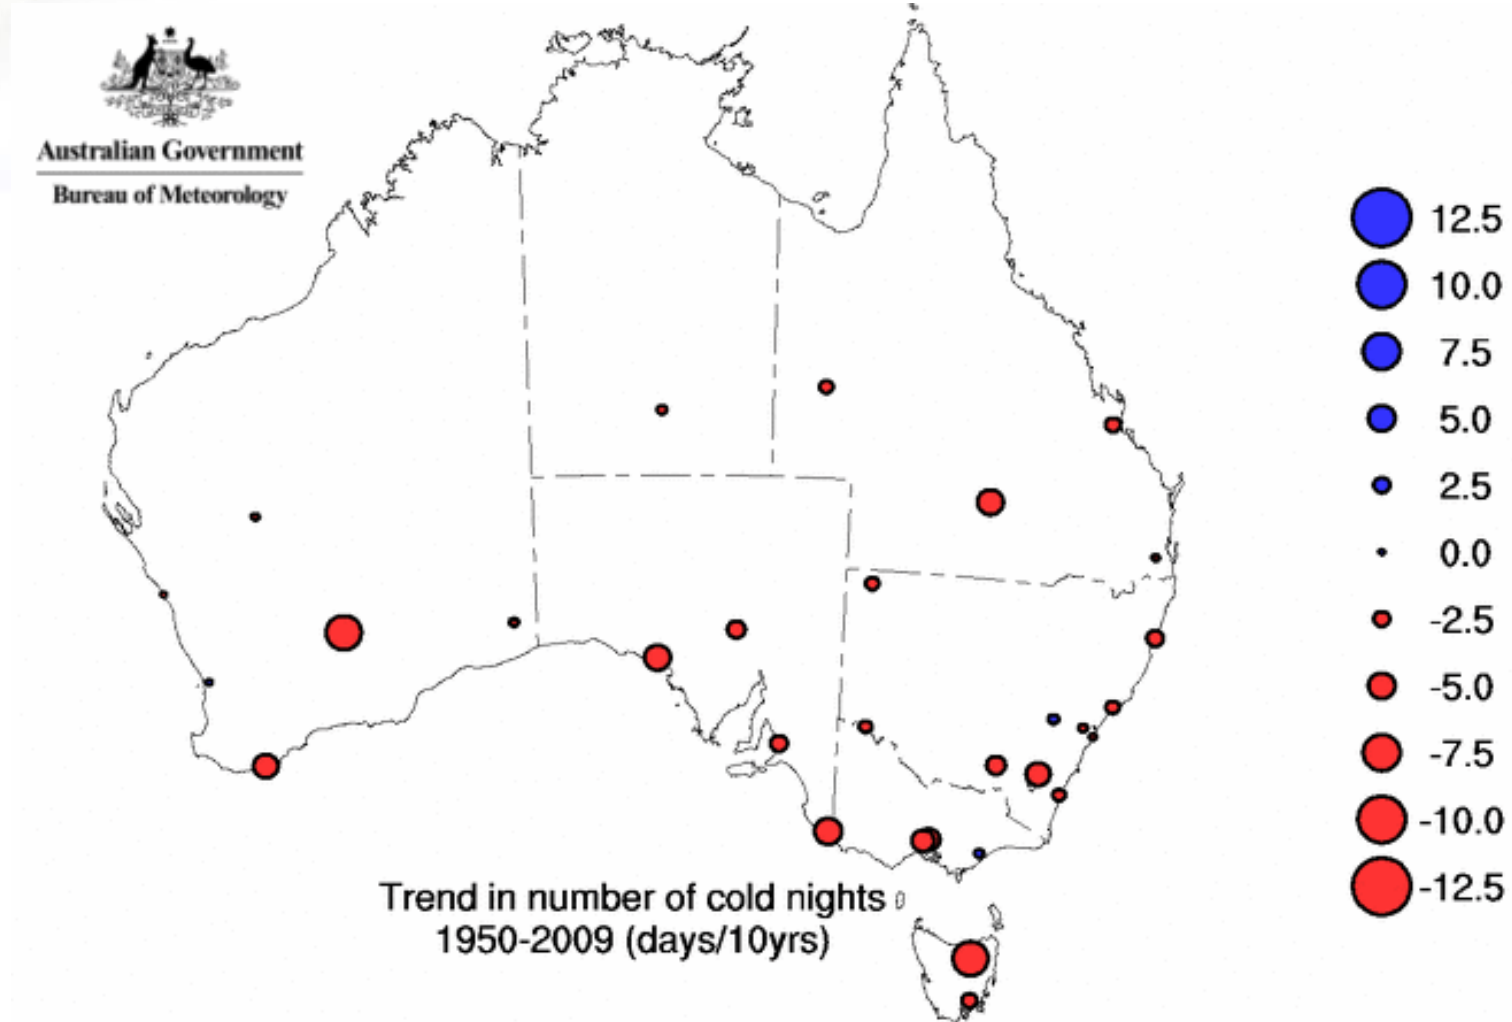 Australian Government
Bureau of Meteorology
12.5
10.0
7.5
5.0
2.5
0.0
-2.5
-5.0
-7.5
-10.0
-12.5
Trend in number of cold nights
1950-2009 (days/10yrs)